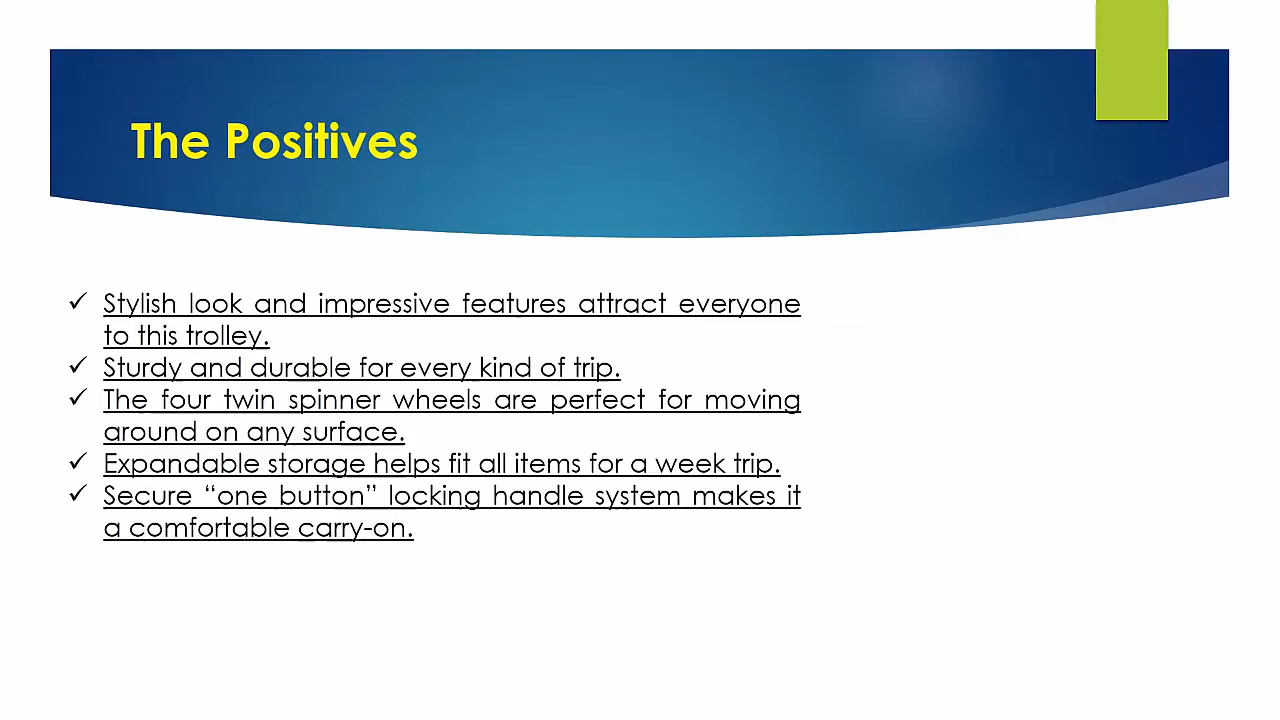 The Positives
✓ Stylish look and impressive features attract everyone
to this trolley.
✓ Sturdy and durable for every kind of trip.
✓ The four twin spinner wheels are perfect for moving
around on any surface.
✓ Expandable storage helps fit all items for a week trip.
✓ Secure “one button” locking handle system makes it
a comfortable carry-on.